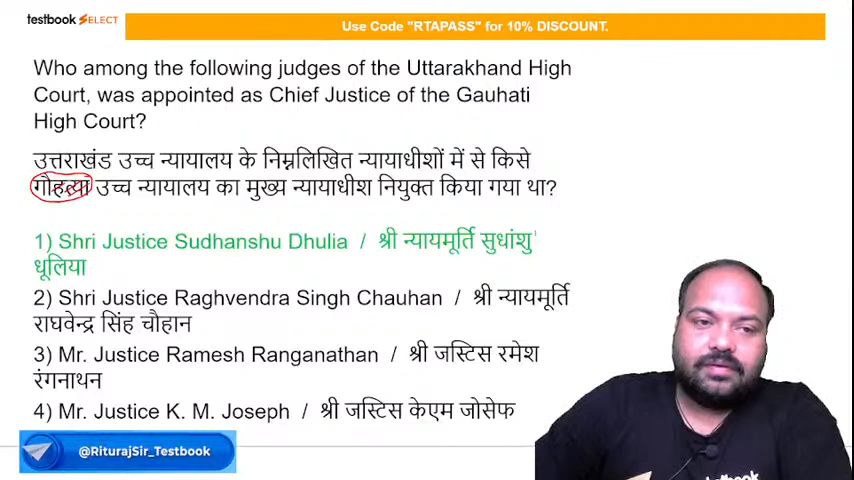 testbook SELECT
Use Code "RTAPASS" for 10% DISCOUNT.
Who among the following judges of the Uttarakhand High
Court, was appointed as Chief Justice of the Gauhati
High Court?
उत्तराखंड उच्च न्यायालय के निम्नलिखित न्यायाधीशों में से किसे
गौहत्या उच्च न्यायालय का मुख्य न्यायाधीश नियुक्त किया गया था?
1) Shri Justice Sudhanshu Dhulia / श्री न्यायमूर्ति सुधांशु
धूलिया
2) Shri Justice Raghvendra Singh Chauhan / श्री न्यायमूर्ति
राघवेन्द्र सिंह चौहान
3) Mr. Justice Ramesh Ranganathan / श्री जस्टिस रमेश
रंगनाथन
4) Mr. Justice K. M. Joseph / श्री जस्टिस केएम जोसेफ
@RiturajSir_Testbook
testbook